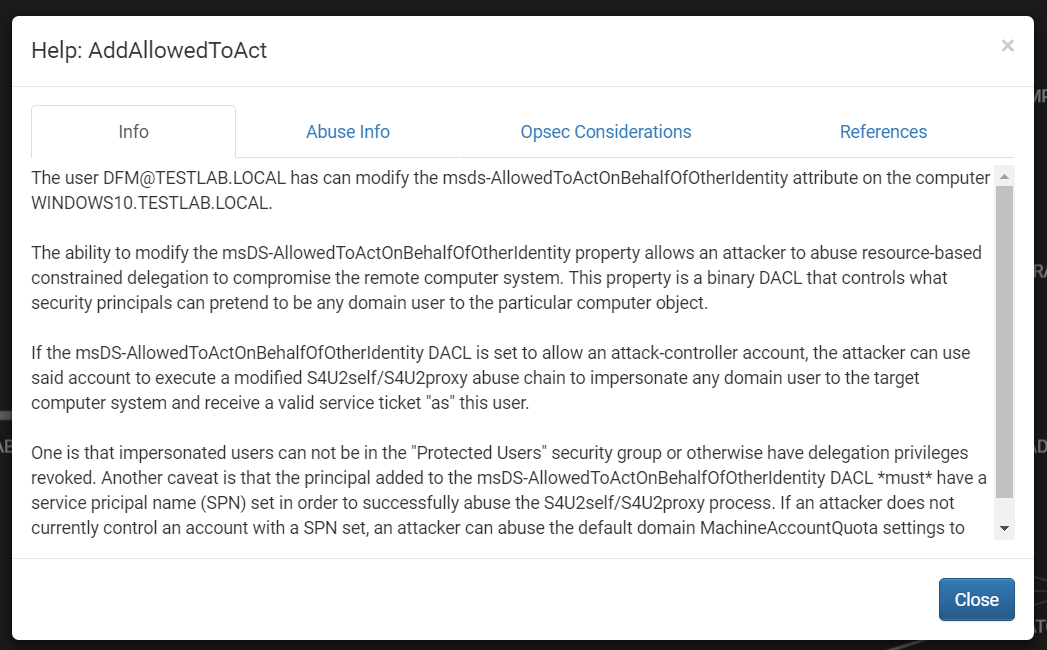 Help: AddAllowedToAct
×
Info
Abuse Info
Opsec Considerations
References
The user DFM@TESTLAB.LOCAL has can modify the msds-AllowedToActOnBehalfOfOtherIdentity attribute on the computer
WINDOWS10.TESTLAB.LOCAL.
The ability to modify the msDS-AllowedToActOnBehalfOfOtherIdentity property allows an attacker to abuse resource-based
constrained delegation to compromise the remote computer system. This property is a binary DACL that controls what
security principals can pretend to be any domain user to the particular computer object.
If the msDS-AllowedToActOnBehalfOfOtherIdentity DACL is set to allow an attack-controller account, the attacker can use
said account to execute a modified S4U2self/S4U2proxy abuse chain to impersonate any domain user to the target
computer system and receive a valid service ticket "as" this user.
One is that impersonated users can not be in the "Protected Users" security group or otherwise have delegation privileges
revoked. Another caveat is that the principal added to the msDS-AllowedToActOnBehalfOfOtherIdentity DACL *must* have a
service pricipal name (SPN) set in order to successfully abuse the S4U2self/S4U2proxy process. If an attacker does not
currently control an account with a SPN set, an attacker can abuse the default domain MachineAccountQuota settings to
Close